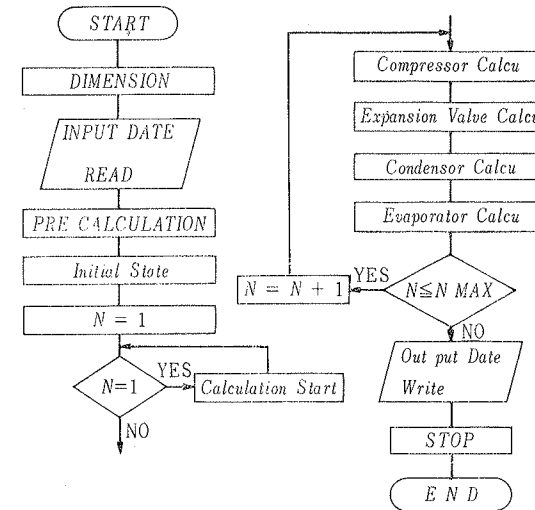 START
DIMENSION
INPUT DATE
READ
PRE CALCULATION
Initial State
N = 1
N=1
YES
Calculation Start
NO
Compressor Calcu
Expansion Valve Calcu
Condensor Calcu
Evaporator Calcu
N≦N MAX
YES
N = N + 1
NO
Out put Date
Write
STOP
E N D